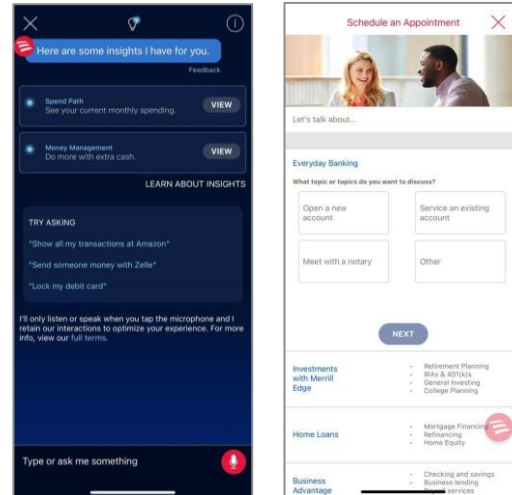 Here are some insights I have for you.
Feedback
Spend Path
See your current monthly spending.
VIEW
Money Management
Do more with extra cash.
VIEW
LEARN ABOUT INSIGHTS
TRY ASKING
"Show all my transactions at Amazon"
"Send someone money with Zelle"
"Lock my debit card"
I'll only listen or speak when you tap the microphone and I
retain our interactions to optimize your experience. For more
info, view our full terms.
Type or ask me something
Schedule an Appointment
Let's talk about...
Everyday Banking
What topic or topics do you want to discuss?
Open a new
account
Service an existing
account
Meet with a notary
Other
NEXT
Investments
with Merrill
Edge
- Retirement Planning
- IRAs & 401(k)s
- General Investing
- College Planning
Home Loans
- Mortgage Financing
- Refinancing
- Home Equity
Business
Advantage
- Checking and savings
- Business lending
services